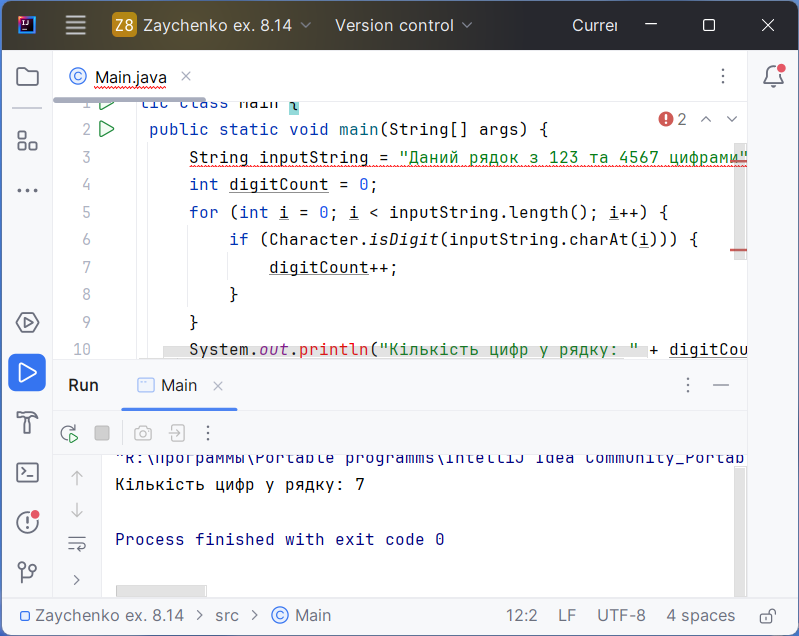 Z8 Zaychenko ex. 8.14 Version control Currer
Main.java
1 lic class Main {
2 public static void main(String[] args) {
2
3 String inputString = "Даний рядок з 123 та 4567 цифрами"
4 int digitCount = 0;
5 for (int i = 0; i < inputString.length(); i++) {
6 if (Character.isDigit(inputString.charAt(i))) {
7 digitCount++;
8 }
9 }
10 System.out.println("Кількість цифр у рядку: " + digitCou
Run Main
"R:\Программы\Portable programms\IntelliJ Idea Community_Portab
Кількість цифр у рядку: 7
Process finished with exit code 0
Zaychenko ex. 8.14 > src > Main 12:2 LF UTF-8 4 spaces